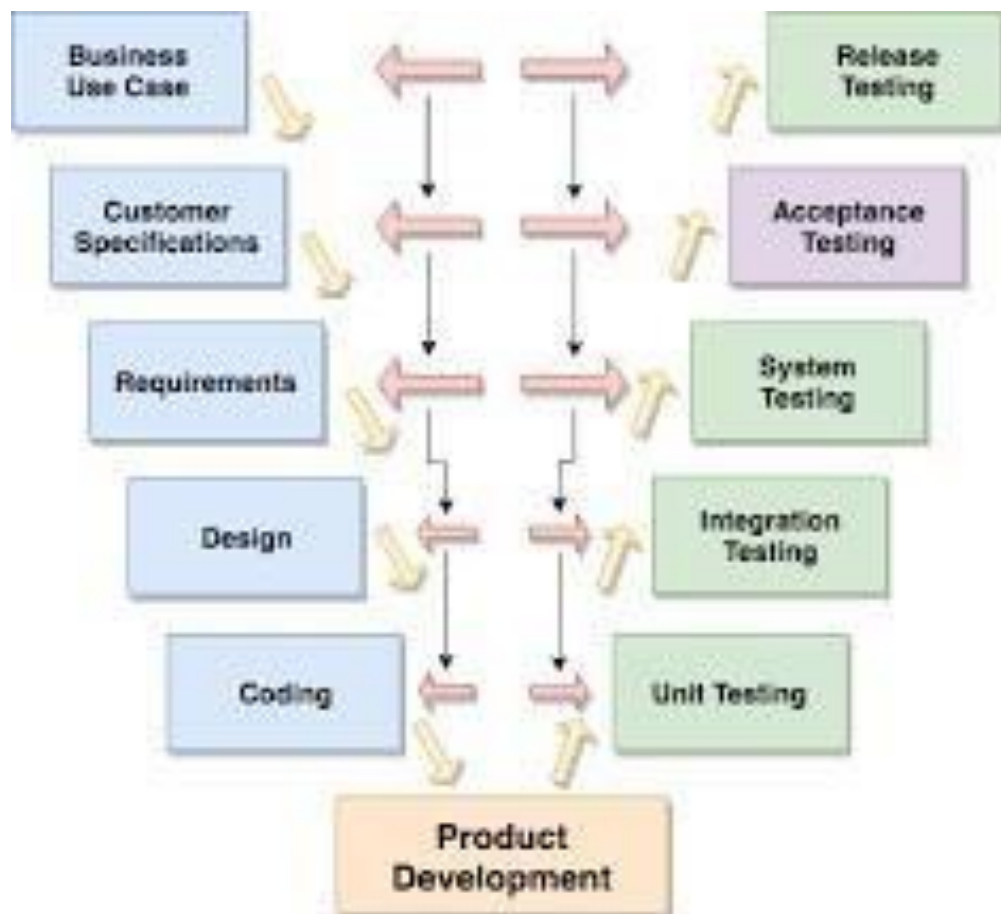 Business
Use Case
Release
Testing
Customer
Specifications
Acceptance
Testing
Requirements
System
Testing
Design
Integration
Testing
Coding
Unit Testing
Product
Development